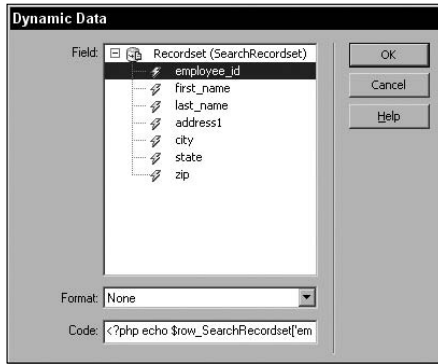 Dynamic Data
Field:
Recordset (SearchRecordset)
employee_id
first_name
last_name
address1
city
state
zip
OK
Cancel
Help
Format: None
Code: <?php echo $row_SearchRecordset['em